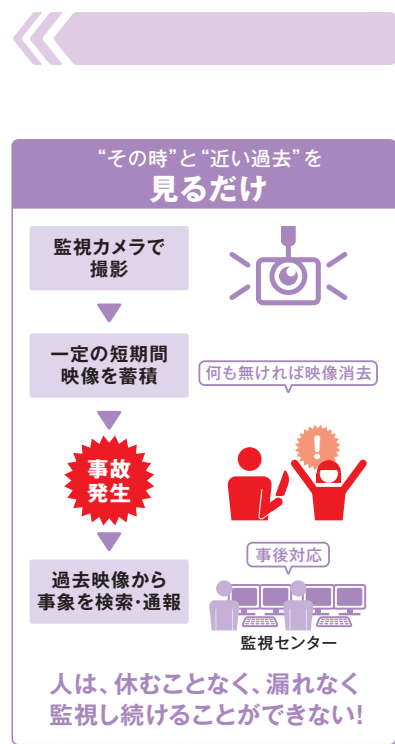 “その時”と“近い過去”を
見るだけ
監視カメラで
撮影
一定の短期間
映像を蓄積
何も無ければ映像消去
事故
発生
!
事後対応
過去映像から
事象を検索・通報
監視センター
人は、休むことなく、漏れなく
監視し続けることができない!